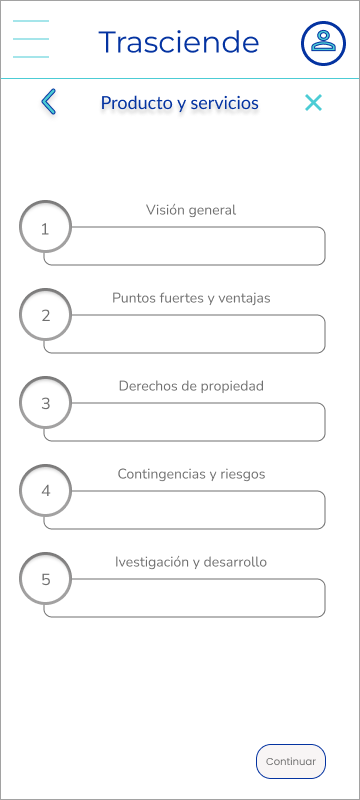 Trasciende
Producto y servicios
Visión general
1
Puntos fuertes y ventajas
2
Derechos de propiedad
3
Contingencias y riesgos
4
Ivestigación y desarrollo
5
Continuar